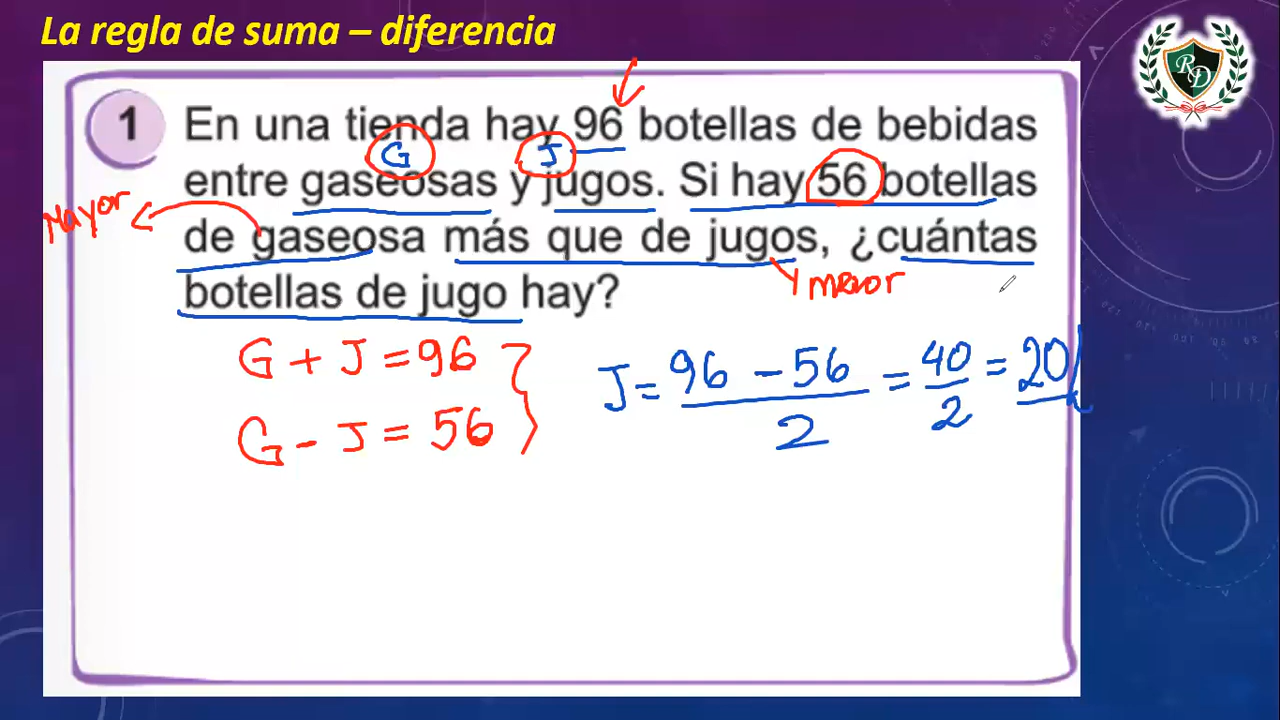 La regla de suma – diferencia
RD
1 En una tienda hay 96 botellas de bebidas
G J
entre gaseosas y jugos. Si hay 56 botellas
Mayor
de gaseosa más que de jugos, ¿cuántas
menor
botellas de jugo hay?
G + J = 96
G - J = 56
J = 96 - 56 / 2 = 40 / 2 = 20